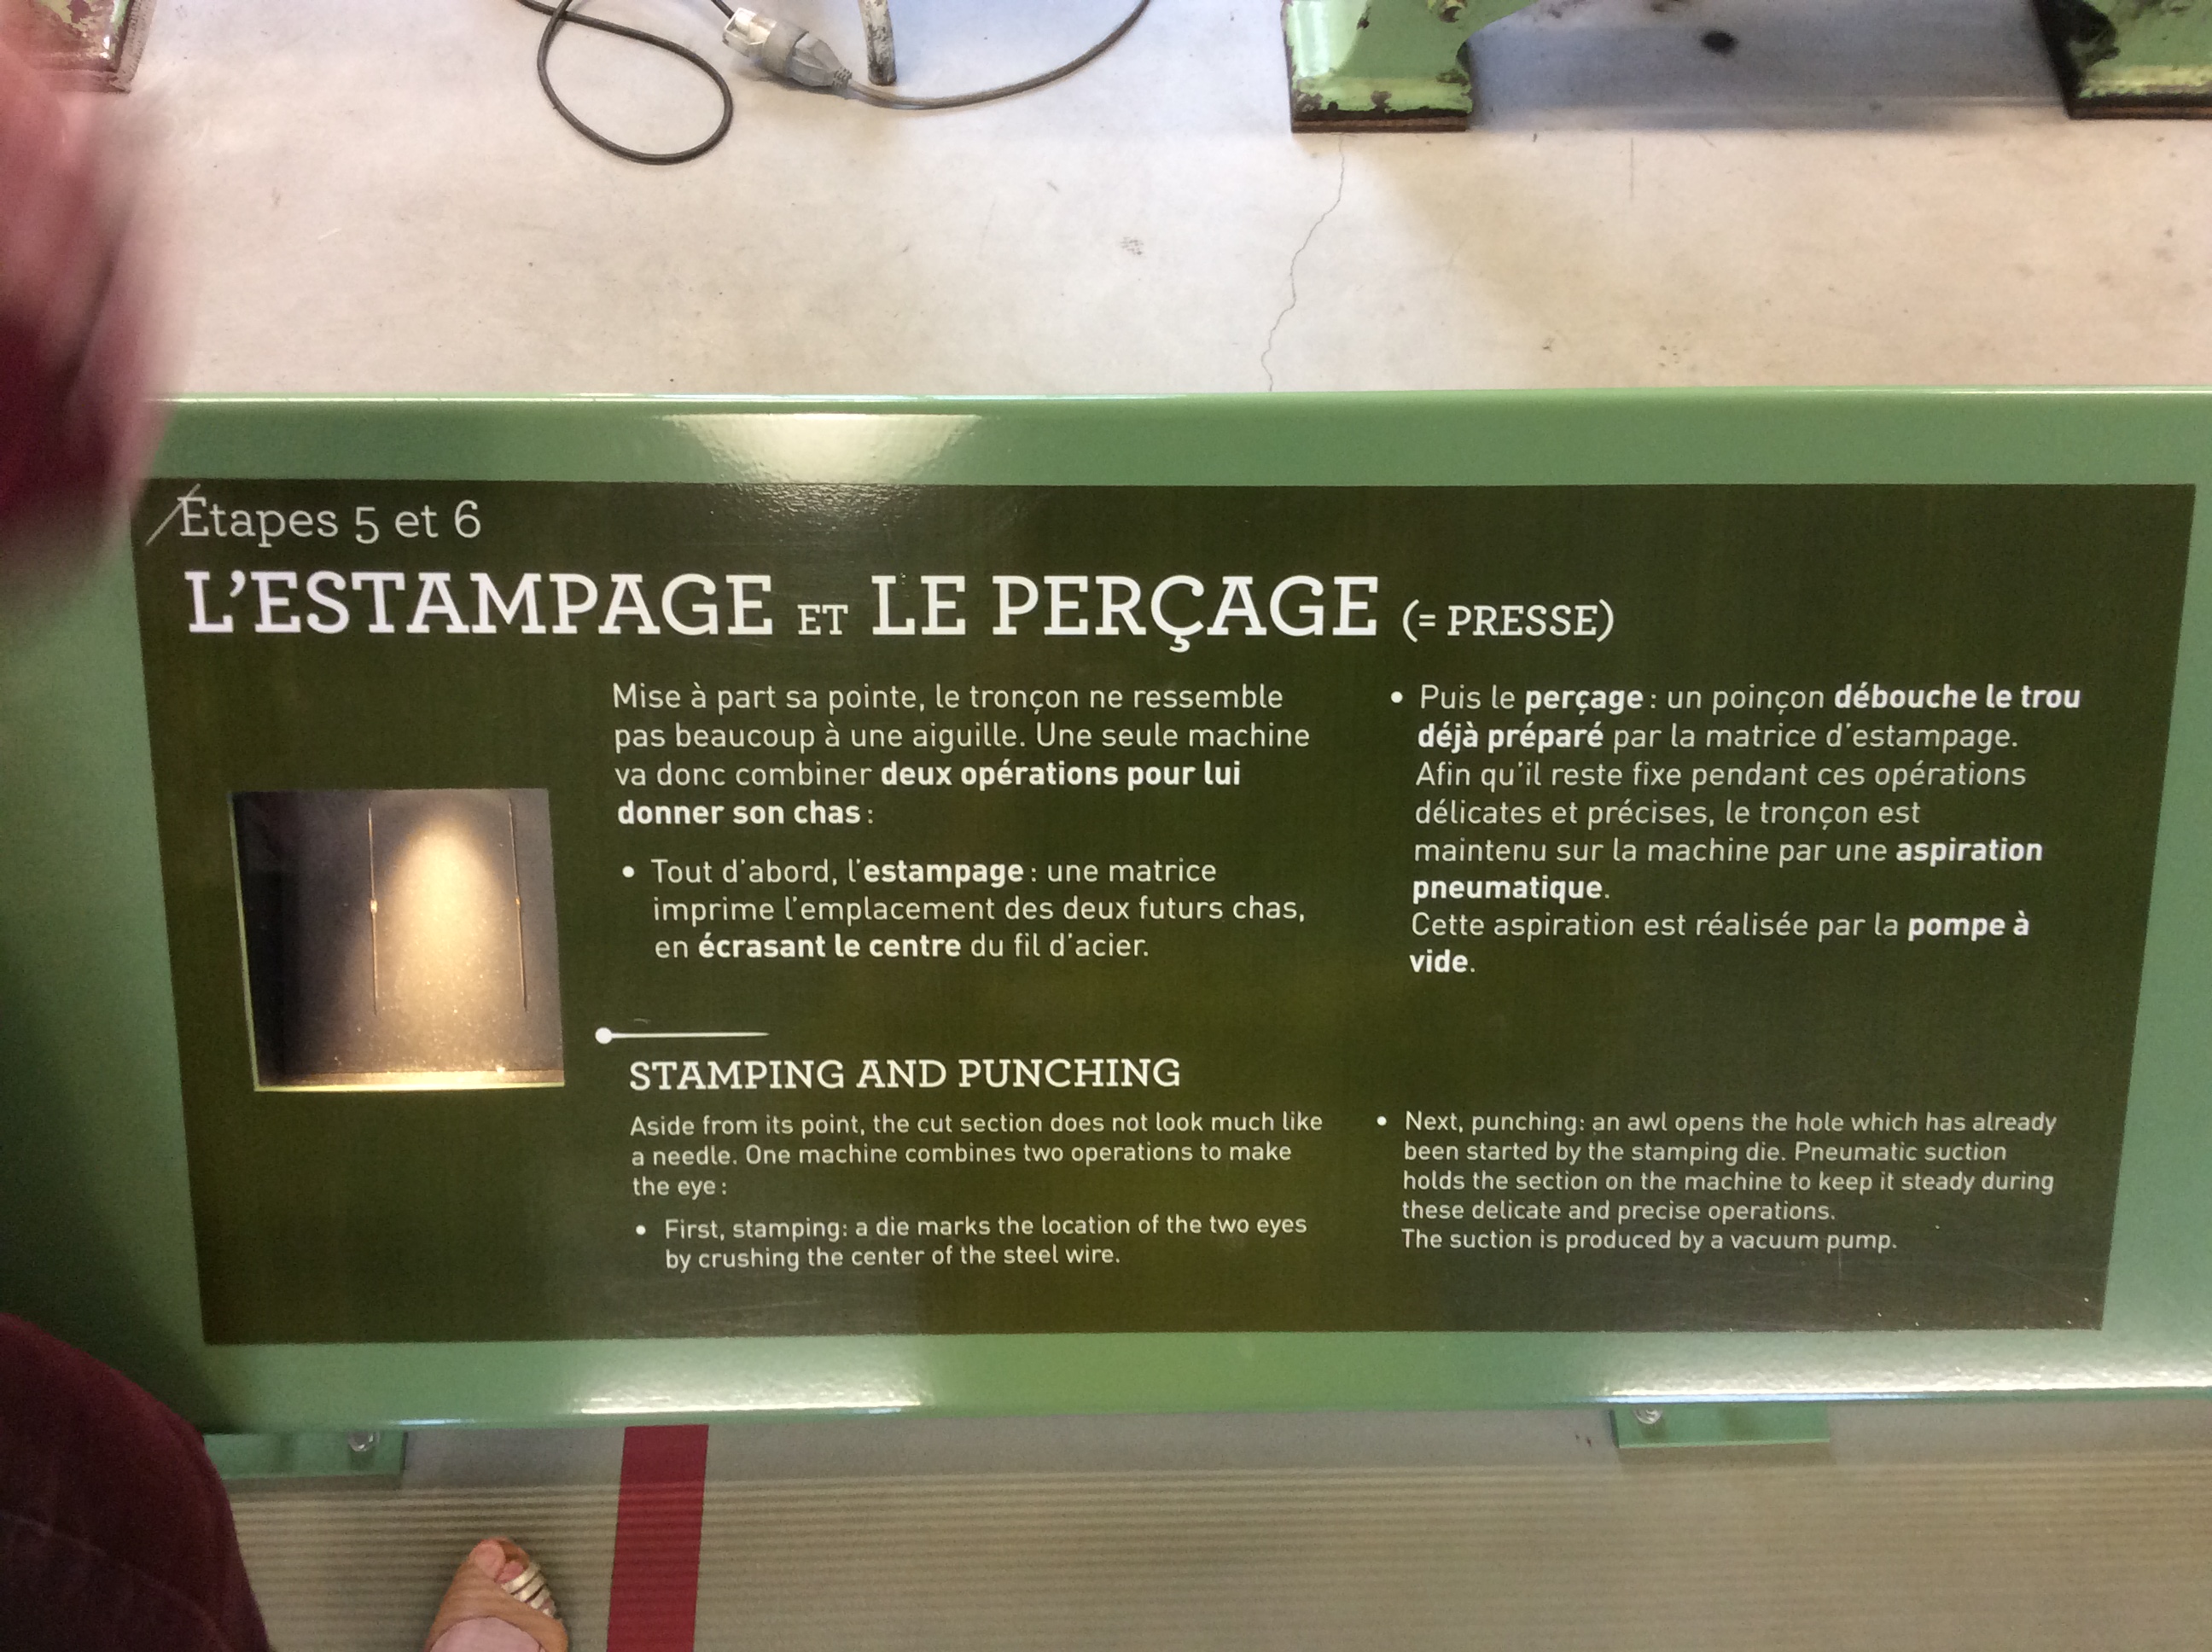 Étapes 5 et 6
L'ESTAMPAGE ET LE PERÇAGE (= PRESSE)
Mise à part sa pointe, le tronçon ne ressemble
pas beaucoup à une aiguille. Une seule machine
va donc combiner deux opérations pour lui
donner son chas :
• Tout d'abord, l'estampage : une matrice
imprime l'emplacement des deux futurs chas,
en écrasant le centre du fil d'acier.
• Puis le perçage : un poinçon débouche le trou
déjà préparé par la matrice d'estampage.
Afin qu'il reste fixe pendant ces opérations
délicates et précises, le tronçon est
maintenu sur la machine par une aspiration
pneumatique.
Cette aspiration est réalisée par la pompe à
vide.
STAMPING AND PUNCHING
Aside from its point, the cut section does not look much like
a needle. One machine combines two operations to make
the eye :
• First, stamping: a die marks the location of the two eyes
by crushing the center of the steel wire.
• Next, punching: an awl opens the hole which has already
been started by the stamping die. Pneumatic suction
holds the section on the machine to keep it steady during
these delicate and precise operations.
The suction is produced by a vacuum pump.